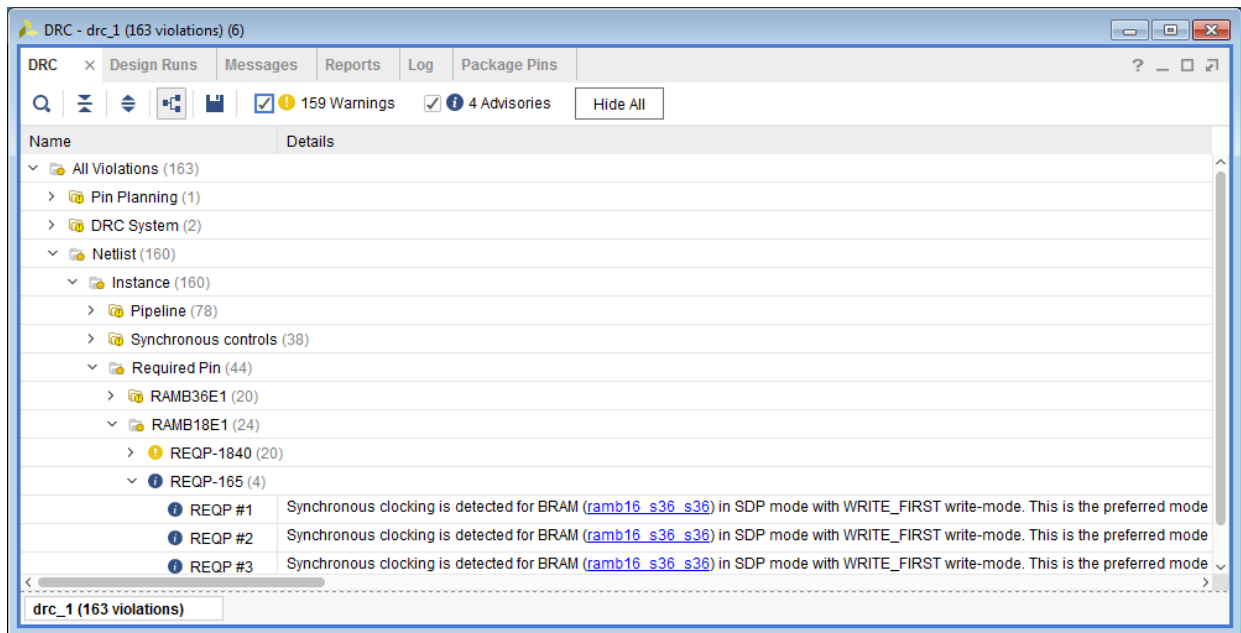 DRC - drc_1 (163 violations) (6)
DRC Design Runs Messages Reports Log Package Pins
159 Warnings 4 Advisories Hide All
Name Details
All Violations (163)
Pin Planning (1)
DRC System (2)
Netlist (160)
Instance (160)
Pipeline (78)
Synchronous controls (38)
Required Pin (44)
RAMB36E1 (20)
RAMB18E1 (24)
REQP-1840 (20)
REQP-165 (4)
REQP #1 Synchronous clocking is detected for BRAM (ramb16_s36_s36) in SDP mode with WRITE_FIRST write-mode. This is the preferred mode
REQP #2 Synchronous clocking is detected for BRAM (ramb16_s36_s36) in SDP mode with WRITE_FIRST write-mode. This is the preferred mode
REQP #3 Synchronous clocking is detected for BRAM (ramb16_s36_s36) in SDP mode with WRITE_FIRST write-mode. This is the preferred mode
drc_1 (163 violations)